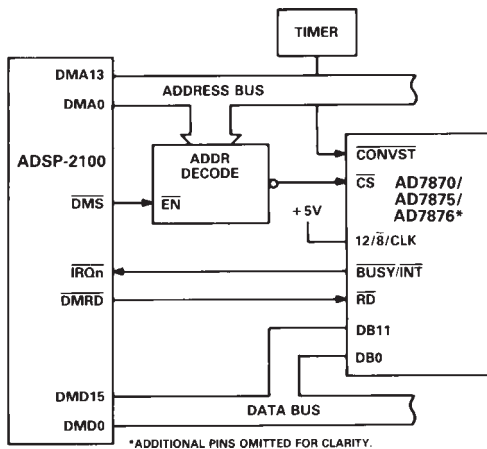 TIMER
DMA13
DMA0
ADDRESS BUS
ADSP-2100
ADDR
DECODE
CONVST
CS
AD7870/
AD7875/
AD7876*
DMS
EN
+5V
12/8/CLK
IRQn
BUSY/INT
DMRD
RD
DB11
DB0
DMD15
DATA BUS
DMD0
*ADDITIONAL PINS OMITTED FOR CLARITY.